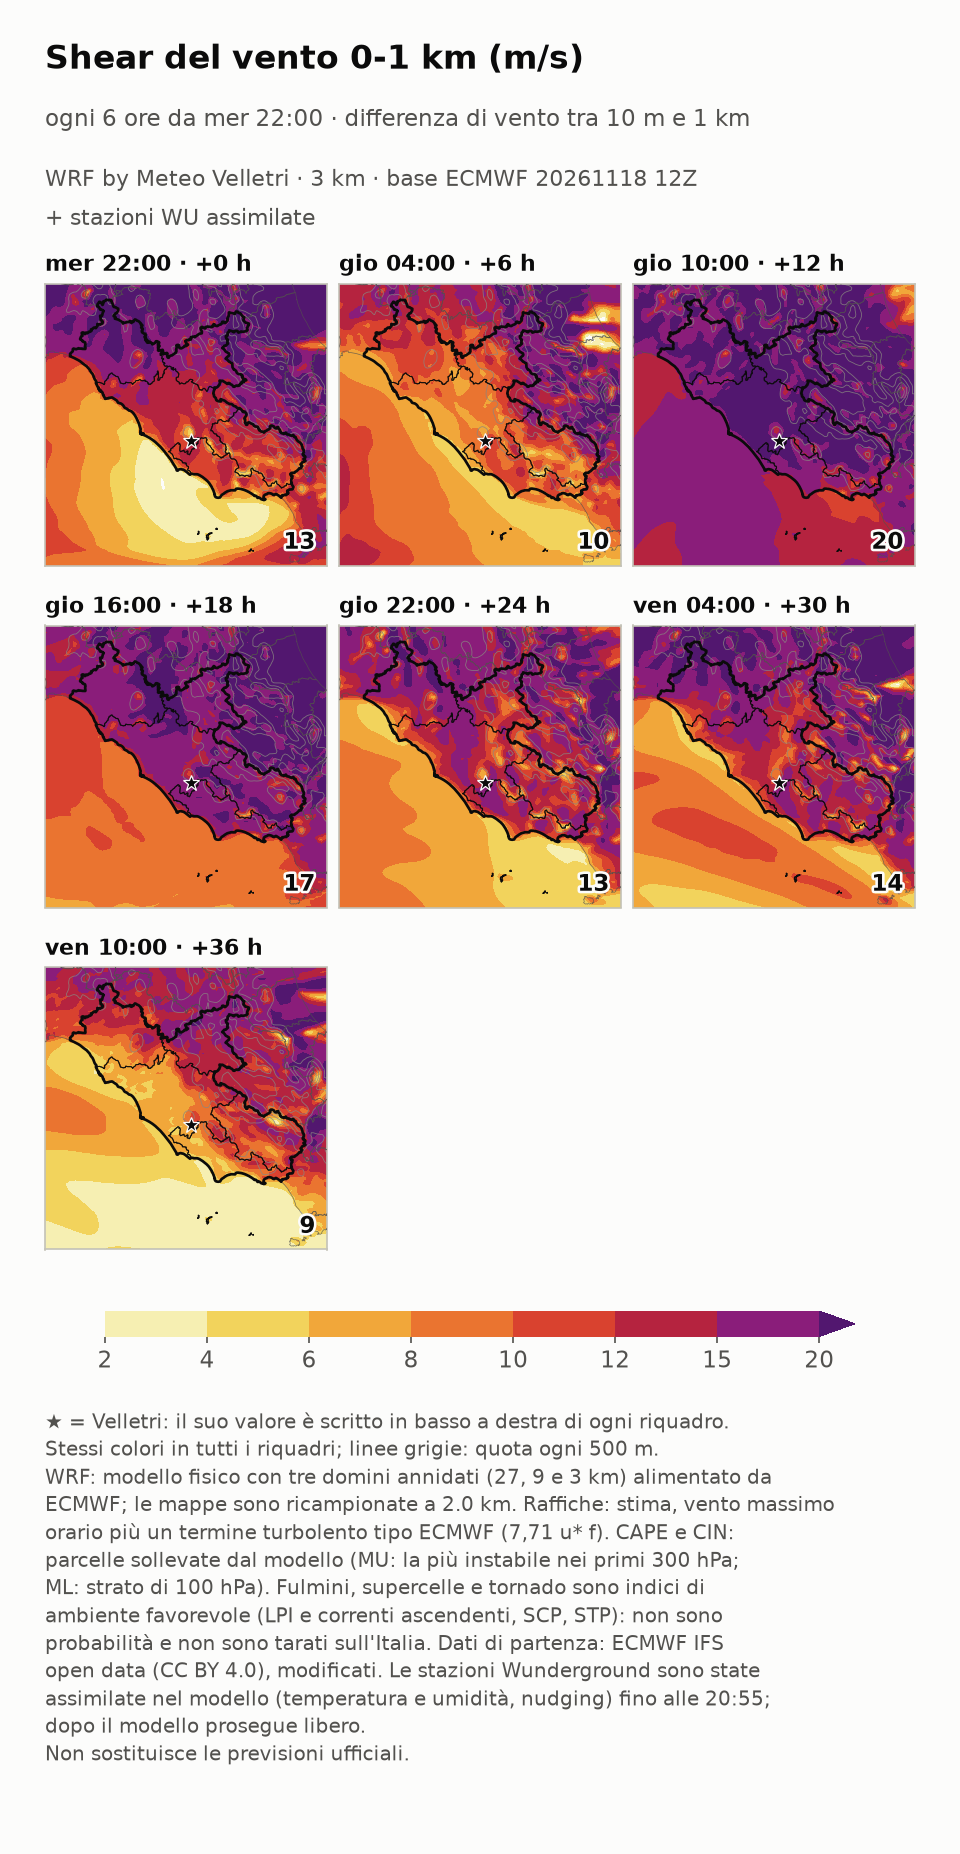 Shear del vento 0-1 km (m/s)
ogni 6 ore da mer 22:00 · differenza di vento tra 10 m e 1 km
WRF by Meteo Velletri · 3 km · base ECMWF 20261118 12Z
+ stazioni WU assimilate
mer 22:00 · +0 h
gio 04:00 · +6 h
gio 10:00 · +12 h
13
10
20
gio 16:00 · +18 h
gio 22:00 · +24 h
ven 04:00 · +30 h
17
13
14
ven 10:00 · +36 h
9
2 4 6 8 10 12 15 20
★ = Velletri: il suo valore è scritto in basso a destra di ogni riquadro.
Stessi colori in tutti i riquadri; linee grigie: quota ogni 500 m.
WRF: modello fisico con tre domini annidati (27, 9 e 3 km) alimentato da
ECMWF; le mappe sono ricampionate a 2.0 km. Raffiche: stima, vento massimo
orario più un termine turbolento tipo ECMWF (7,71 u* f). CAPE e CIN:
parcelle sollevate dal modello (MU: la più instabile nei primi 300 hPa;
ML: strato di 100 hPa). Fulmini, supercelle e tornado sono indici di
ambiente favorevole (LPI e correnti ascendenti, SCP, STP): non sono
probabilità e non sono tarati sull'Italia. Dati di partenza: ECMWF IFS
open data (CC BY 4.0), modificati. Le stazioni Wunderground sono state
assimilate nel modello (temperatura e umidità, nudging) fino alle 20:55;
dopo il modello prosegue libero.
Non sostituisce le previsioni ufficiali.